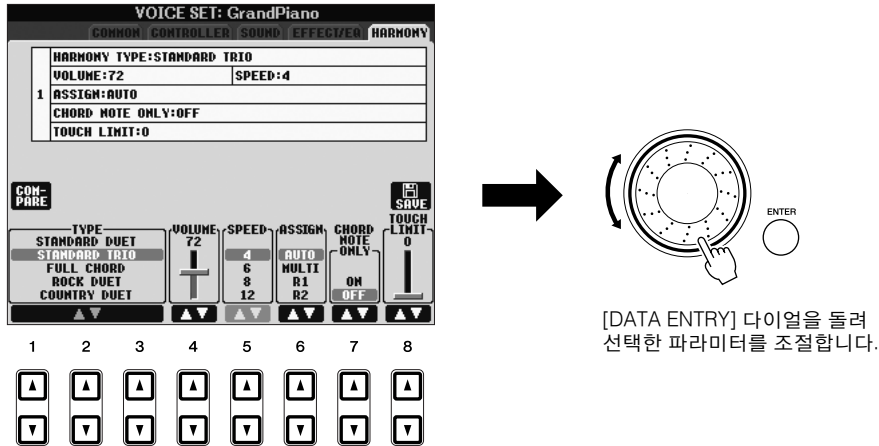 VOICE SET: GrandPiano
COMMON CONTROLLER SOUND EFFECT/EQ HARMONY
HARMONY TYPE:STANDARD TRIO
VOLUME:72 SPEED:4
1 ASSIGN:AUTO
CHORD NOTE ONLY:OFF
TOUCH LIMIT:0
COM-
PARE
SAVE
TYPE VOLUME SPEED ASSIGN CHORD NOTE ONLY TOUCH LIMIT
STANDARD DUET 72 0
STANDARD TRIO 4 AUTO
FULL CHORD 6 MULTI
ROCK DUET 8 R1 ON
COUNTRY DUET 12 R2 OFF
1 2 3 4 5 6 7 8
ENTER
[DATA ENTRY] 다이얼을 돌려
선택한 파라미터를 조절합니다.